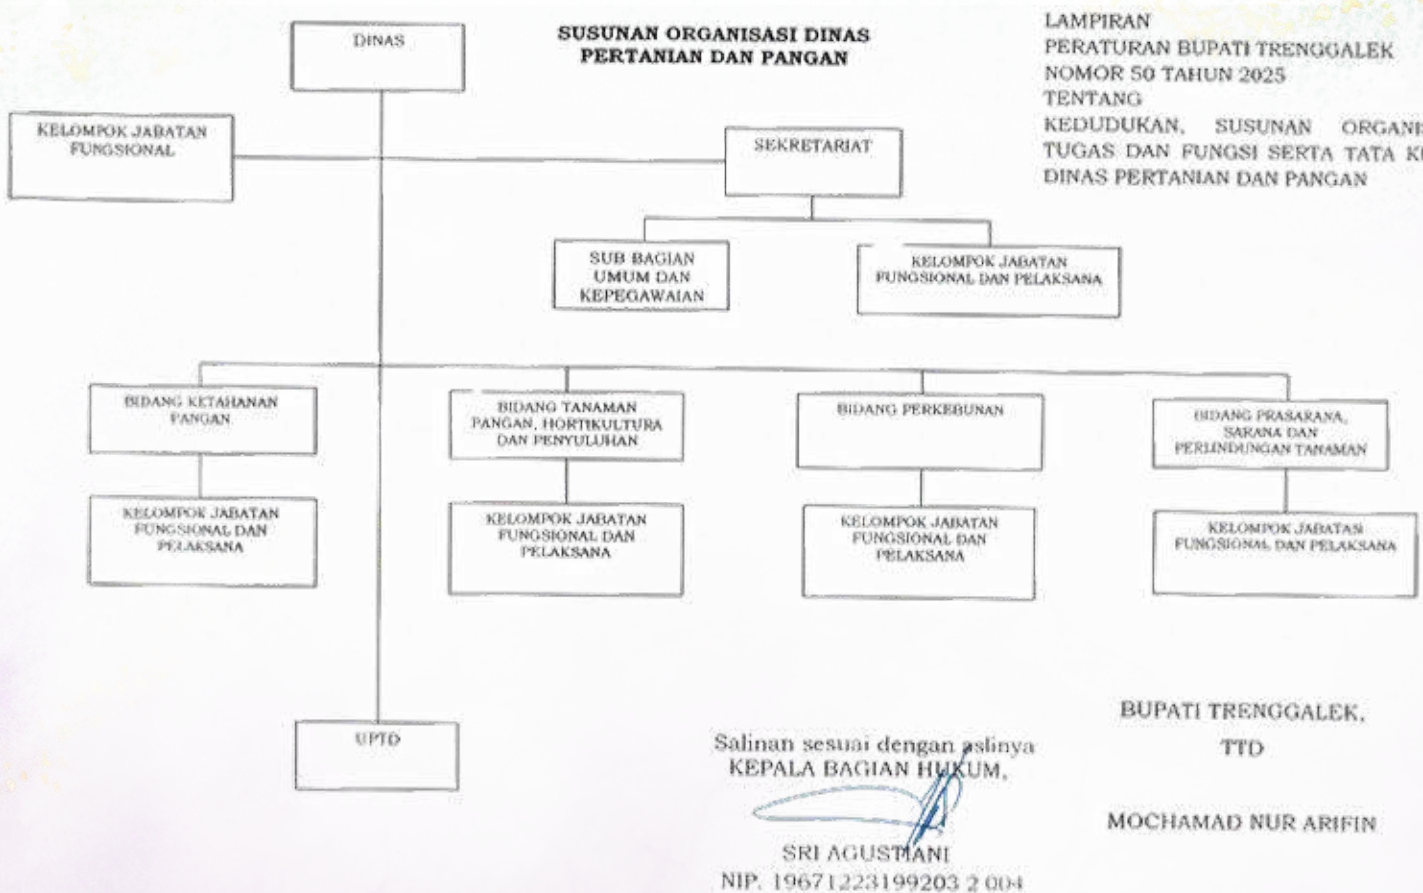 DINAS
SUSUNAN ORGANISASI DINAS
PERTANIAN DAN PANGAN
LAMPIRAN
PERATURAN BUPATI TRENGGALEK
NOMOR 50 TAHUN 2025
TENTANG
KEDUDUKAN, SUSUNAN
TUGAS DAN FUNGSI SERTA TATA
DINAS PERTANIAN DAN PANGAN
KELOMPOK JABATAN
FUNGSIONAL
SEKRETARIAT
SUB BAGIAN
UMUM DAN
KEPEGAWAIAN
KELOMPOK JABATAN
FUNGSIONAL DAN PELAKSANA
BIDANG KETAHANAN
PANGAN
BIDANG TANAMAN
PANGAN, HORTIKULTURA
DAN PENYULUHAN
BIDANG PERKEBUNAN
BIDANG PRASARANA,
SARANA DAN
PERLINDUNGAN TANAMAN
KELOMPOK JABATAN
FUNGSIONAL DAN
PELAKSANA
KELOMPOK JABATAN
FUNGSIONAL DAN
PELAKSANA
KELOMPOK JABATAN
FUNGSIONAL DAN
PELAKSANA
KELOMPOK JABATAN
FUNGSIONAL DAN PELAKSANA
UPTD
Salinan sesuai dengan aslinya
KEPALA BAGIAN HUKUM,
SRI AGUSTIANI
NIP. 19671223199203 2 004
BUPATI TRENGGALEK,
TTD
MOCHAMAD NUR ARIFIN